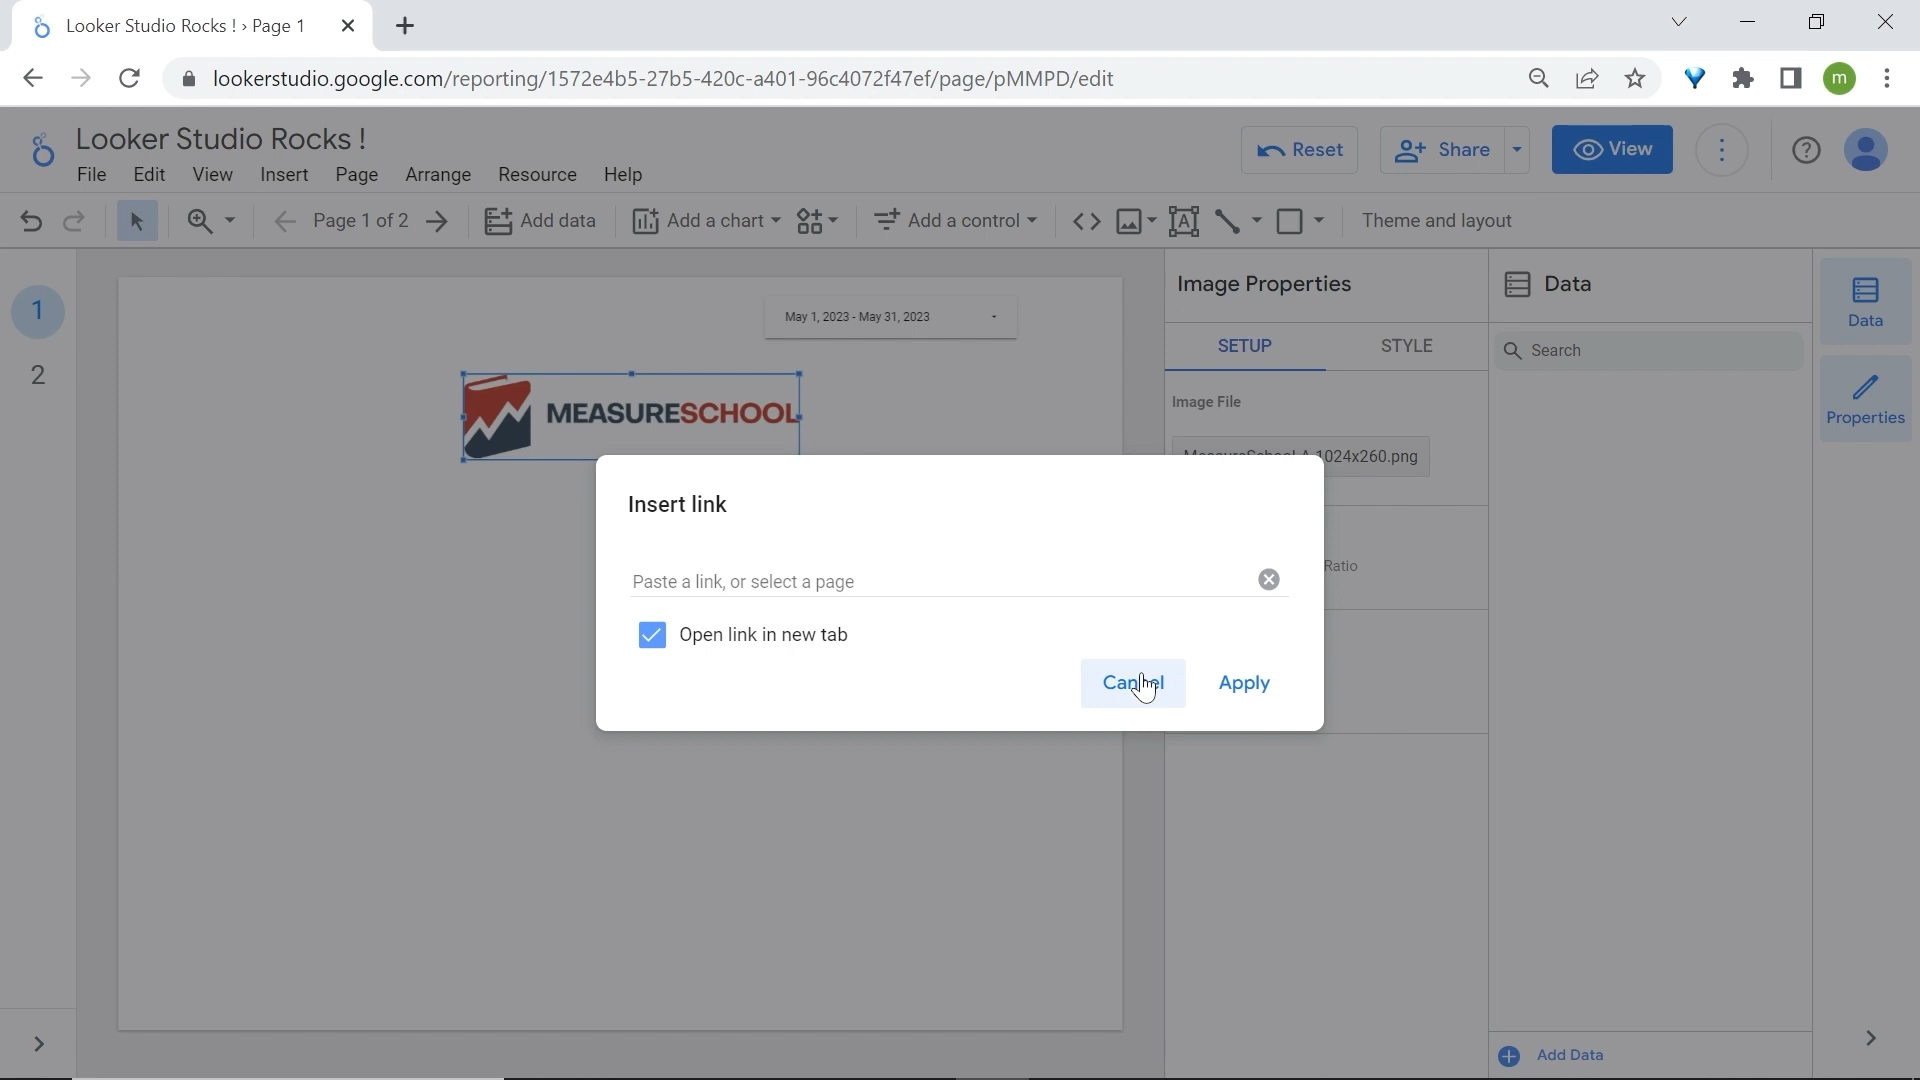 Looker Studio Rocks ! › Page 1
lookerstudio.google.com/reporting/1572e4b5-27b5-420c-a401-96c4072f47ef/page/pMMPD/edit
m
Looker Studio Rocks !
File Edit View Insert Page Arrange Resource Help
Reset Share View
Page 1 of 2 Add data Add a chart Add a control Theme and layout
1
2
May 1, 2023 - May 31, 2023
MEASURESCHOOL
Image Properties
SETUP STYLE
Image File
1024x260.png
Ratio
Data
Search
Data
Properties
Add Data
Insert link
Paste a link, or select a page
Open link in new tab
Cancel Apply